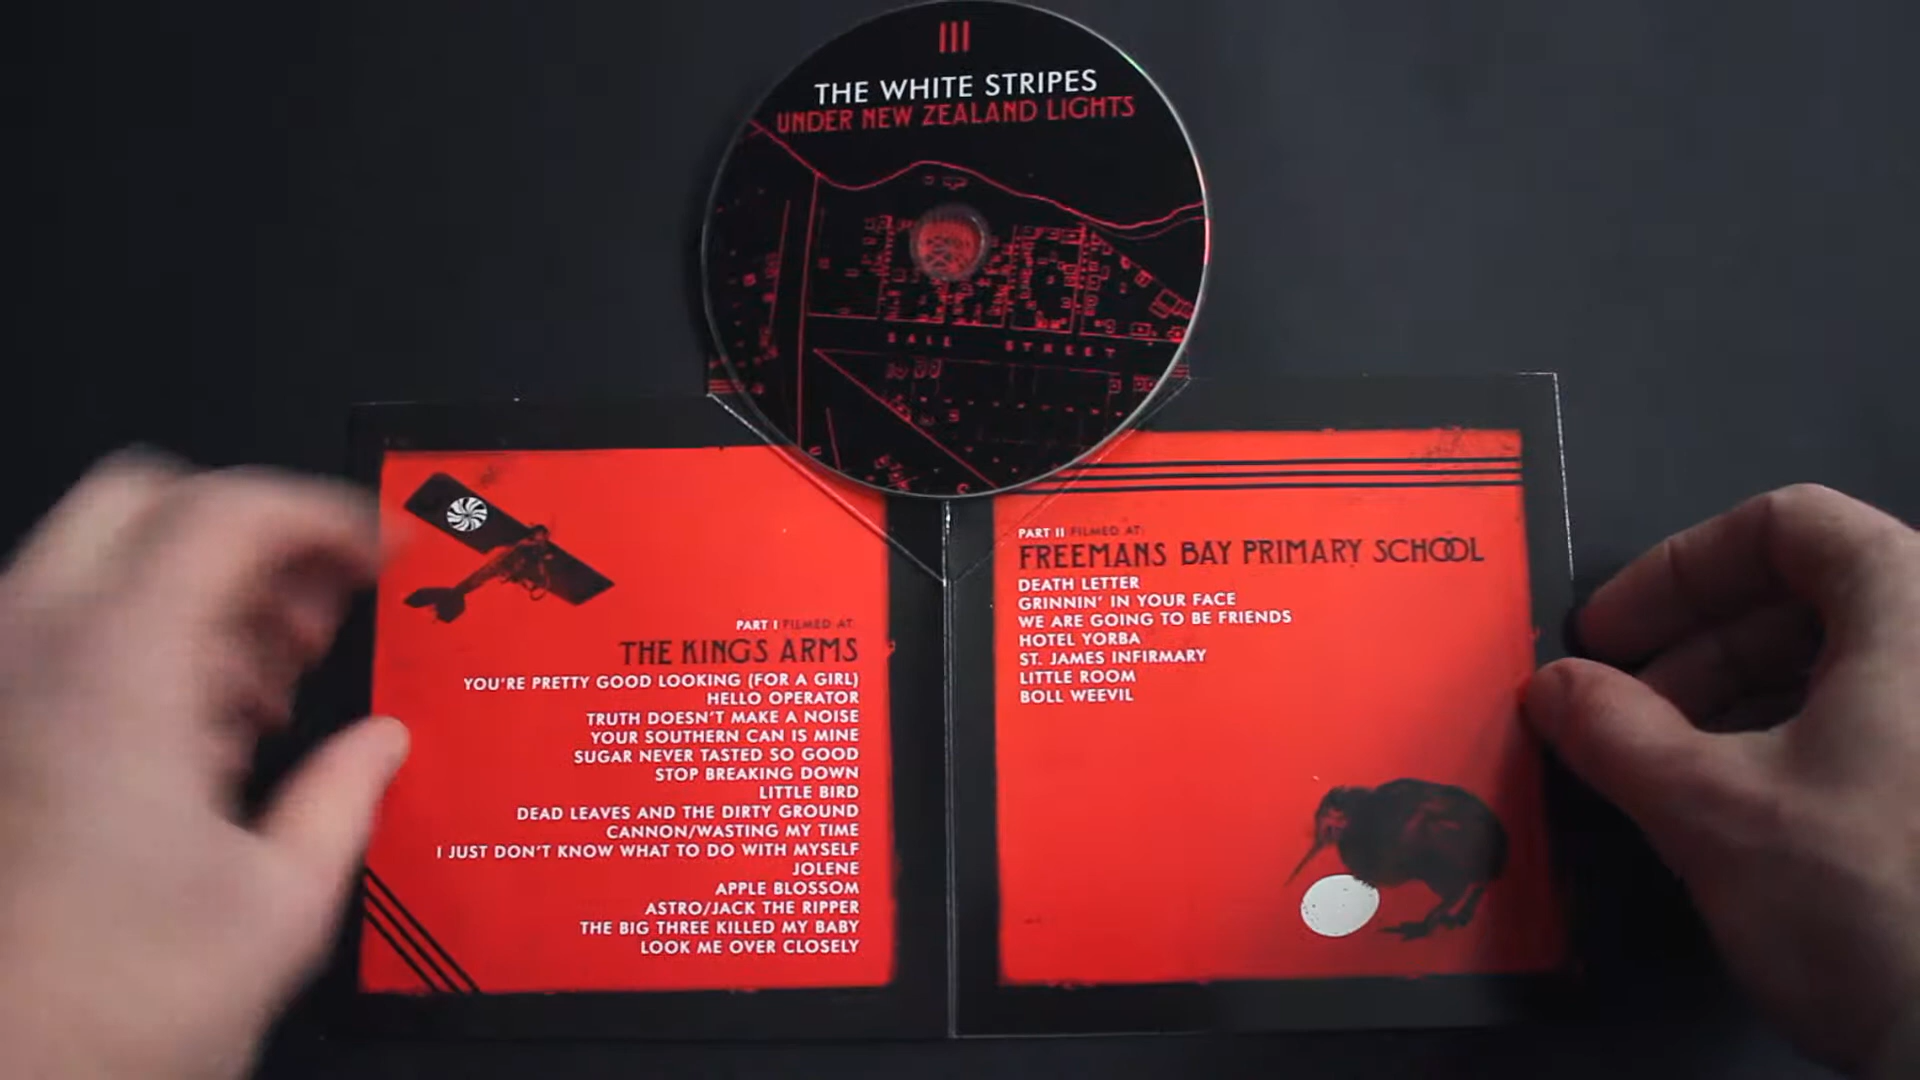 III
THE WHITE STRIPES
UNDER NEW ZEALAND LIGHTS
STREET
PART I FILMED AT:
THE KINGS ARMS
YOU'RE PRETTY GOOD LOOKING (FOR A GIRL)
HELLO OPERATOR
TRUTH DOESN'T MAKE A NOISE
YOUR SOUTHERN CAN IS MINE
SUGAR NEVER TASTED SO GOOD
STOP BREAKING DOWN
LITTLE BIRD
DEAD LEAVES AND THE DIRTY GROUND
CANNON/WASTING MY TIME
I JUST DON'T KNOW WHAT TO DO WITH MYSELF
JOLENE
APPLE BLOSSOM
ASTRO/JACK THE RIPPER
THE BIG THREE KILLED MY BABY
LOOK ME OVER CLOSELY
PART II FILMED AT:
FREEMANS BAY PRIMARY SCHOOL
DEATH LETTER
GRINNIN' IN YOUR FACE
WE ARE GOING TO BE FRIENDS
HOTEL YORBA
ST. JAMES INFIRMARY
LITTLE ROOM
BOLL WEEVIL